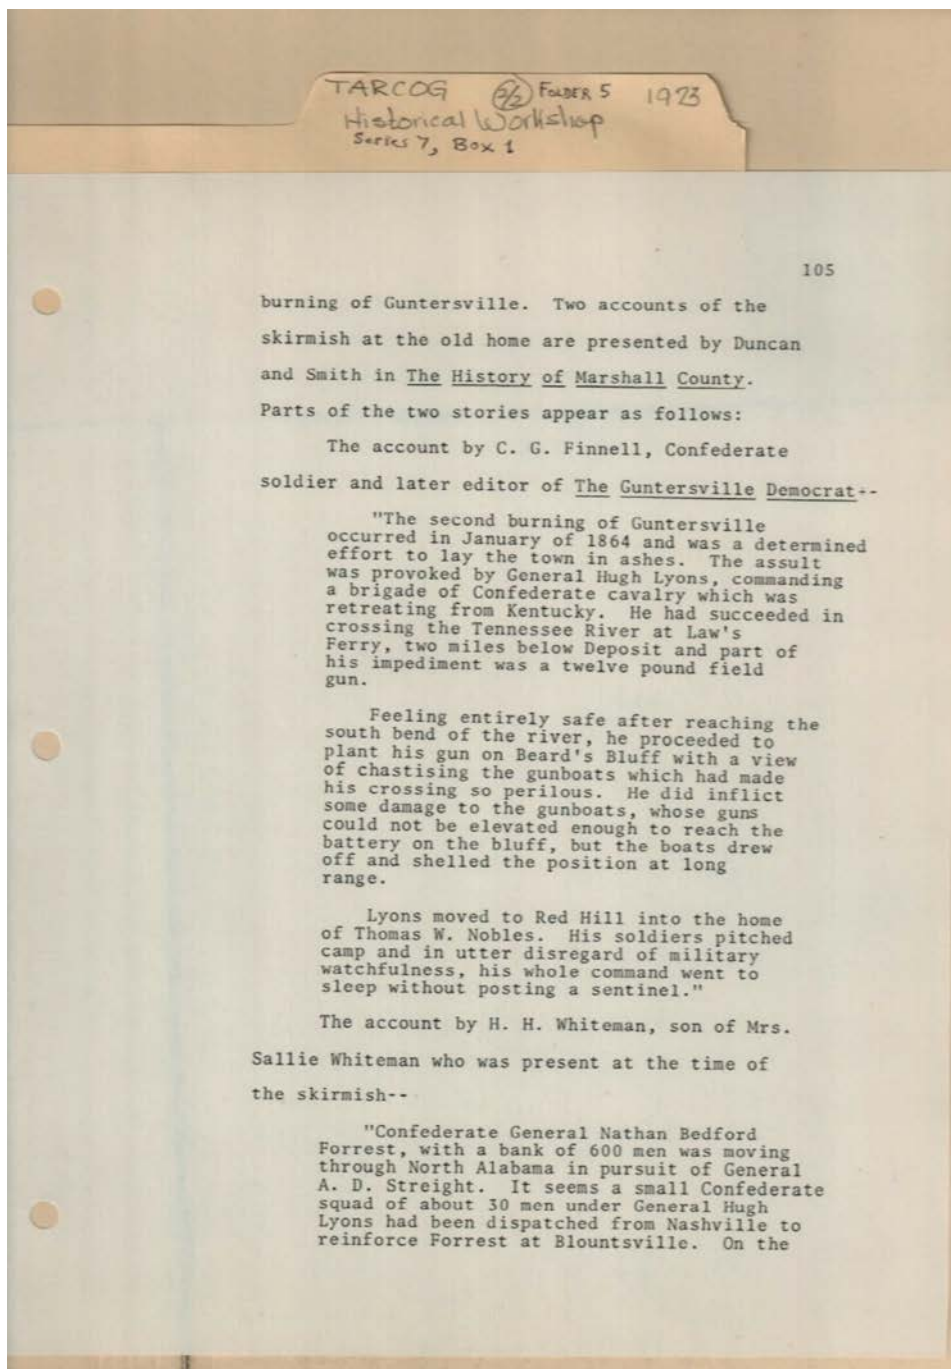 TARCOG 2/2 FOLDER 5 1973
Historical Workshop
Series 7, Box 1
105
burning of Guntersville. Two accounts of the
skirmish at the old home are presented by Duncan
and Smith in The History of Marshall County.
Parts of the two stories appear as follows:
The account by C. G. Finnell, Confederate
soldier and later editor of The Guntersville Democrat--
"The second burning of Guntersville
occurred in January of 1864 and was a determined
effort to lay the town in ashes. The assult
was provoked by General Hugh Lyons, commanding
a brigade of Confederate cavalry which was
retreating from Kentucky. He had succeeded in
crossing the Tennessee River at Law's
Ferry, two miles below Deposit and part of
his impediment was a twelve pound field
gun.
Feeling entirely safe after reaching the
south bend of the river, he proceeded to
plant his gun on Beard's Bluff with a view
of chastising the gunboats which had made
his crossing so perilous. He did inflict
some damage to the gunboats, whose guns
could not be elevated enough to reach the
battery on the bluff, but the boats drew
off and shelled the position at long
range.
Lyons moved to Red Hill into the home
of Thomas W. Nobles. His soldiers pitched
camp and in utter disregard of military
watchfulness, his whole command went to
sleep without posting a sentinel."
The account by H. H. Whiteman, son of Mrs.
Sallie Whiteman who was present at the time of
the skirmish--
"Confederate General Nathan Bedford
Forrest, with a bank of 600 men was moving
through North Alabama in pursuit of General
A. D. Streight. It seems a small Confederate
squad of about 30 men under General Hugh
Lyons had been dispatched from Nashville to
reinforce Forrest at Blountsville. On the